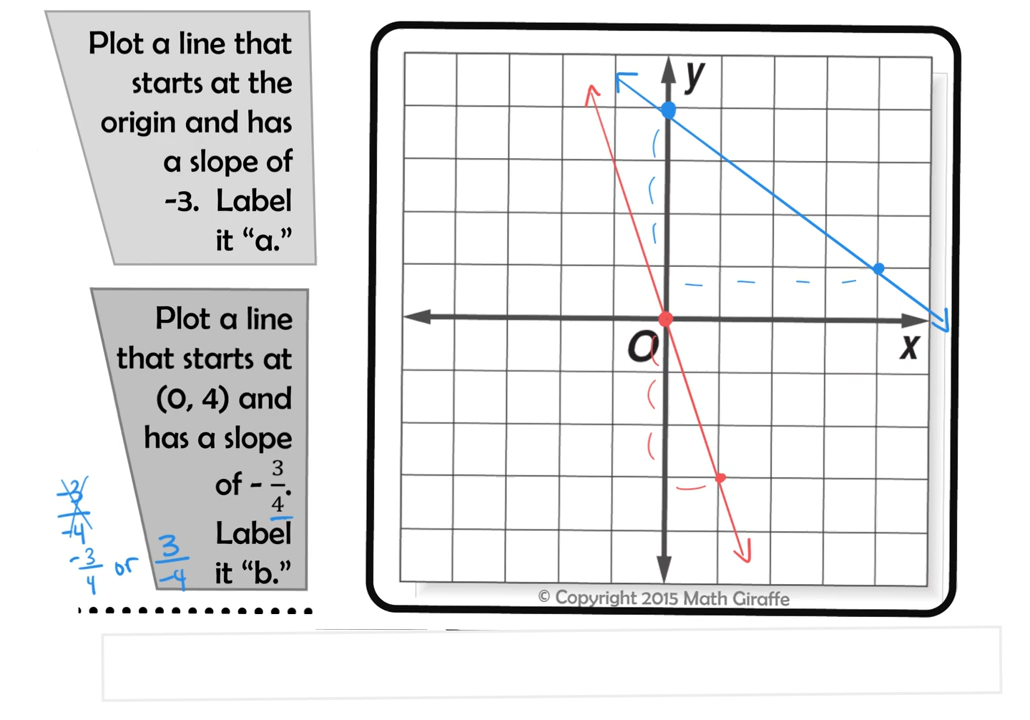 Plot a line that
starts at the
origin and has
a slope of
-3. Label
it “a.”
Plot a line
that starts at
(0, 4) and
has a slope
of - 3/4.
Label
it “b.”
-3/-4
-3/4 or 3/-4
y
O
x
© Copyright 2015 Math Giraffe